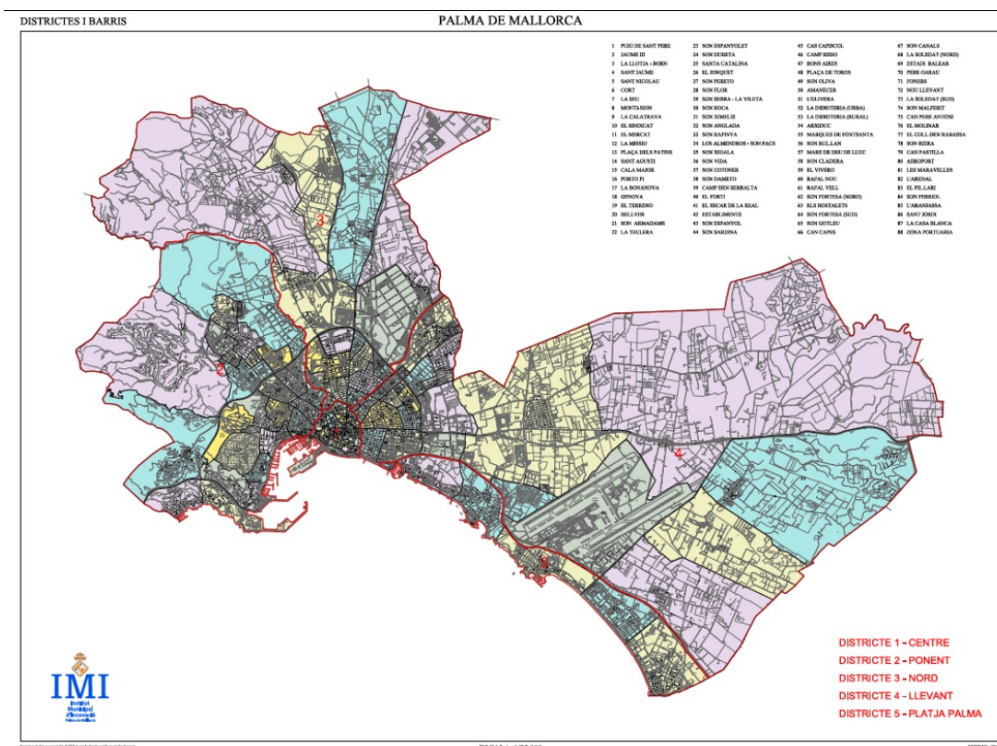 DISTRICTES I BARRIS
PALMA DE MALLORCA
1 PUIG DE SANT PERE
2 JAUME III
3 LA LLOTJA - BORN
4 SANT JAUME
5 SANT NICOLAU
6 CORT
7 LA SEU
8 MONTI-SION
9 LA CALATRAVA
10 EL SINDICAT
11 EL MERCAT
12 LA MISSIO
13 PLAÇA DELS PATINS
14 SANT AGUSTI
15 CALA MAJOR
16 PORTO PI
17 LA BONANOVA
18 GENOVA
19 EL TERRENO
20 BELLVER
21 SON ARMADAMS
22 LA TEULERA
23 SON ESPANYOLET
24 SON DURETA
25 SANTA CATALINA
26 EL JONQUET
27 SON PERETO
28 SON FLOR
29 SON SERRA - LA VILETA
30 SON ROCA
31 SON XIMELIS
32 SON ANGLADA
33 SON RAPINYA
34 LOS ALMENDROS - SON PACS
35 SON XIGALA
36 SON VIDA
37 SON COTONER
38 SON DAMETO
39 CAMP DEN SERRALTA
40 EL FORTI
41 EL SECAR DE LA REAL
42 ESTABLIMENTS
43 SON ESPANYOL
44 SON SARDINA
45 CAS CAPISCOL
46 CAMP REDO
47 BONS AIRES
48 PLAÇA DE TOROS
49 SON OLIVA
50 AMANECER
51 L'OLIVERA
52 LA INDIOTERIA (URBA)
53 LA INDIOTERIA (RURAL)
54 ARXIDUC
55 MARQUES DE FONTSANTA
56 SON RULLAN
57 MARE DE DEU DE LLUC
58 SON CLADERA
59 EL VIVERO
60 RAFAL NOU
61 RAFAL VELL
62 SON FORTESA (NORD)
63 ELS HOSTALETS
64 SON FORTESA (SUD)
65 SON GOTLEU
66 CAN CAPES
67 SON CANALS
68 LA SOLEDAT (NORD)
69 ESTADI BALEAR
70 PERE GARAU
71 FONERS
72 NOU LLEVANT
73 LA SOLEDAT (SUD)
74 SON MALFERIT
75 CAN PERE ANTONI
76 EL MOLINAR
77 ES COLL DEN RABASSA
78 SON RIERA
79 CAN PASTILLA
80 AEROPORT
81 LES MARAVELLES
82 L'ARENAL
83 EL PIL.LARI
84 SON FERRIOL
85 L'ARANJASSA
86 SANT JORDI
87 LA CASA BLANCA
88 ZONA PORTUARIA
3
2
4
5
DISTRICTE 1 - CENTRE
DISTRICTE 2 - PONENT
DISTRICTE 3 - NORD
DISTRICTE 4 - LLEVANT
DISTRICTE 5 - PLATJA PALMA
IMI
Institut
Municipal
d'Innovació